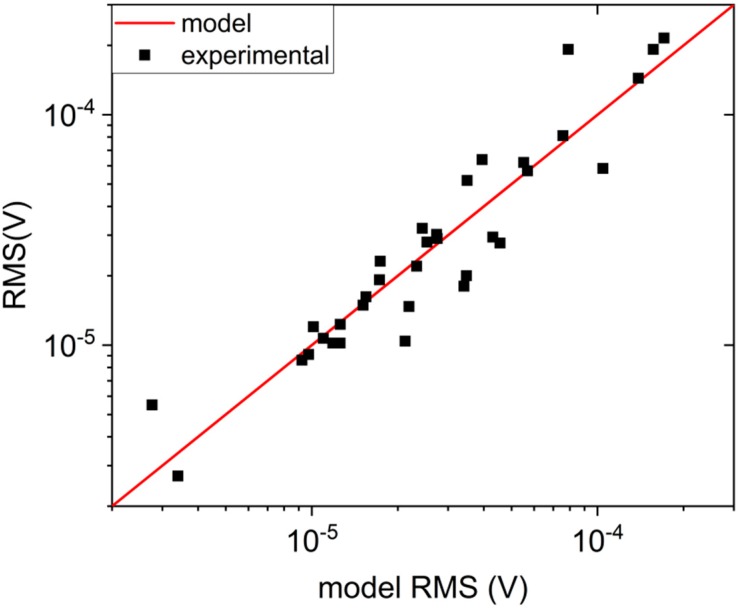 model
experimental
10⁻⁴
10⁻⁵
RMS(V)
10⁻⁵ 10⁻⁴
model RMS (V)